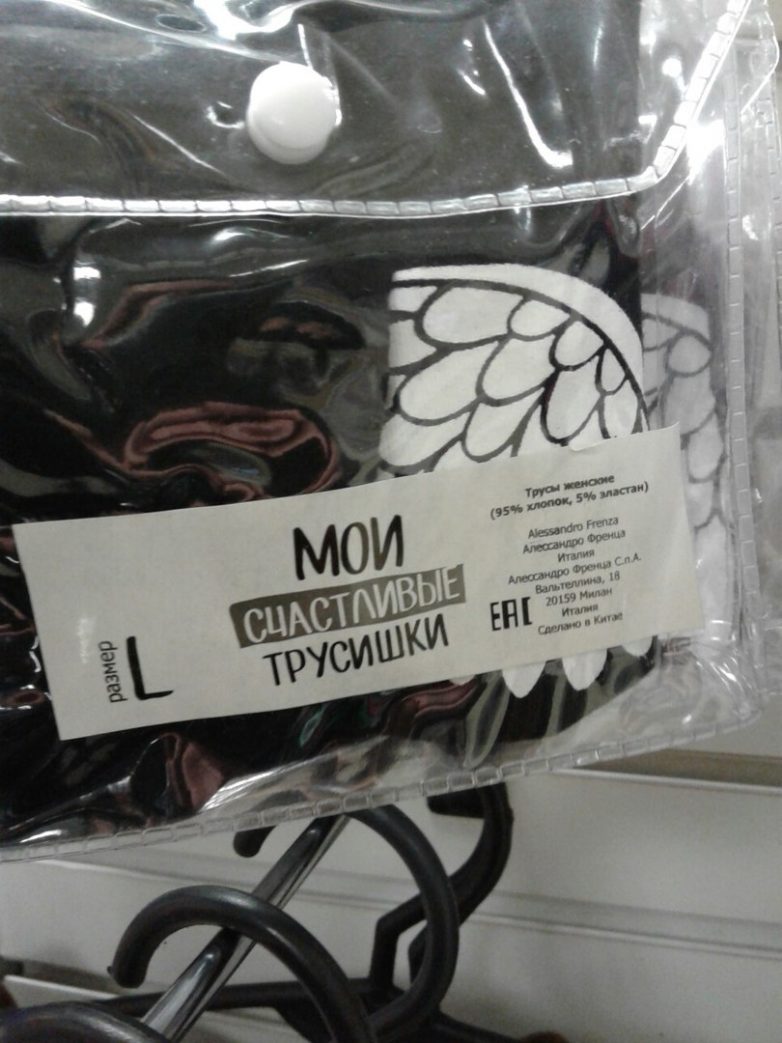 МОИ
СЧАСТЛИВЫЕ
ТРУСИШКИ
размер
L
Трусы женские
(95% хлопок, 5% эластан)
Alessandro Frenza
Алессандро Френца
Италия
Алессандро Френца С.п.А.
Вальтеллина, 18
20159 Милан
Италия
Сделано в Китае
EAC